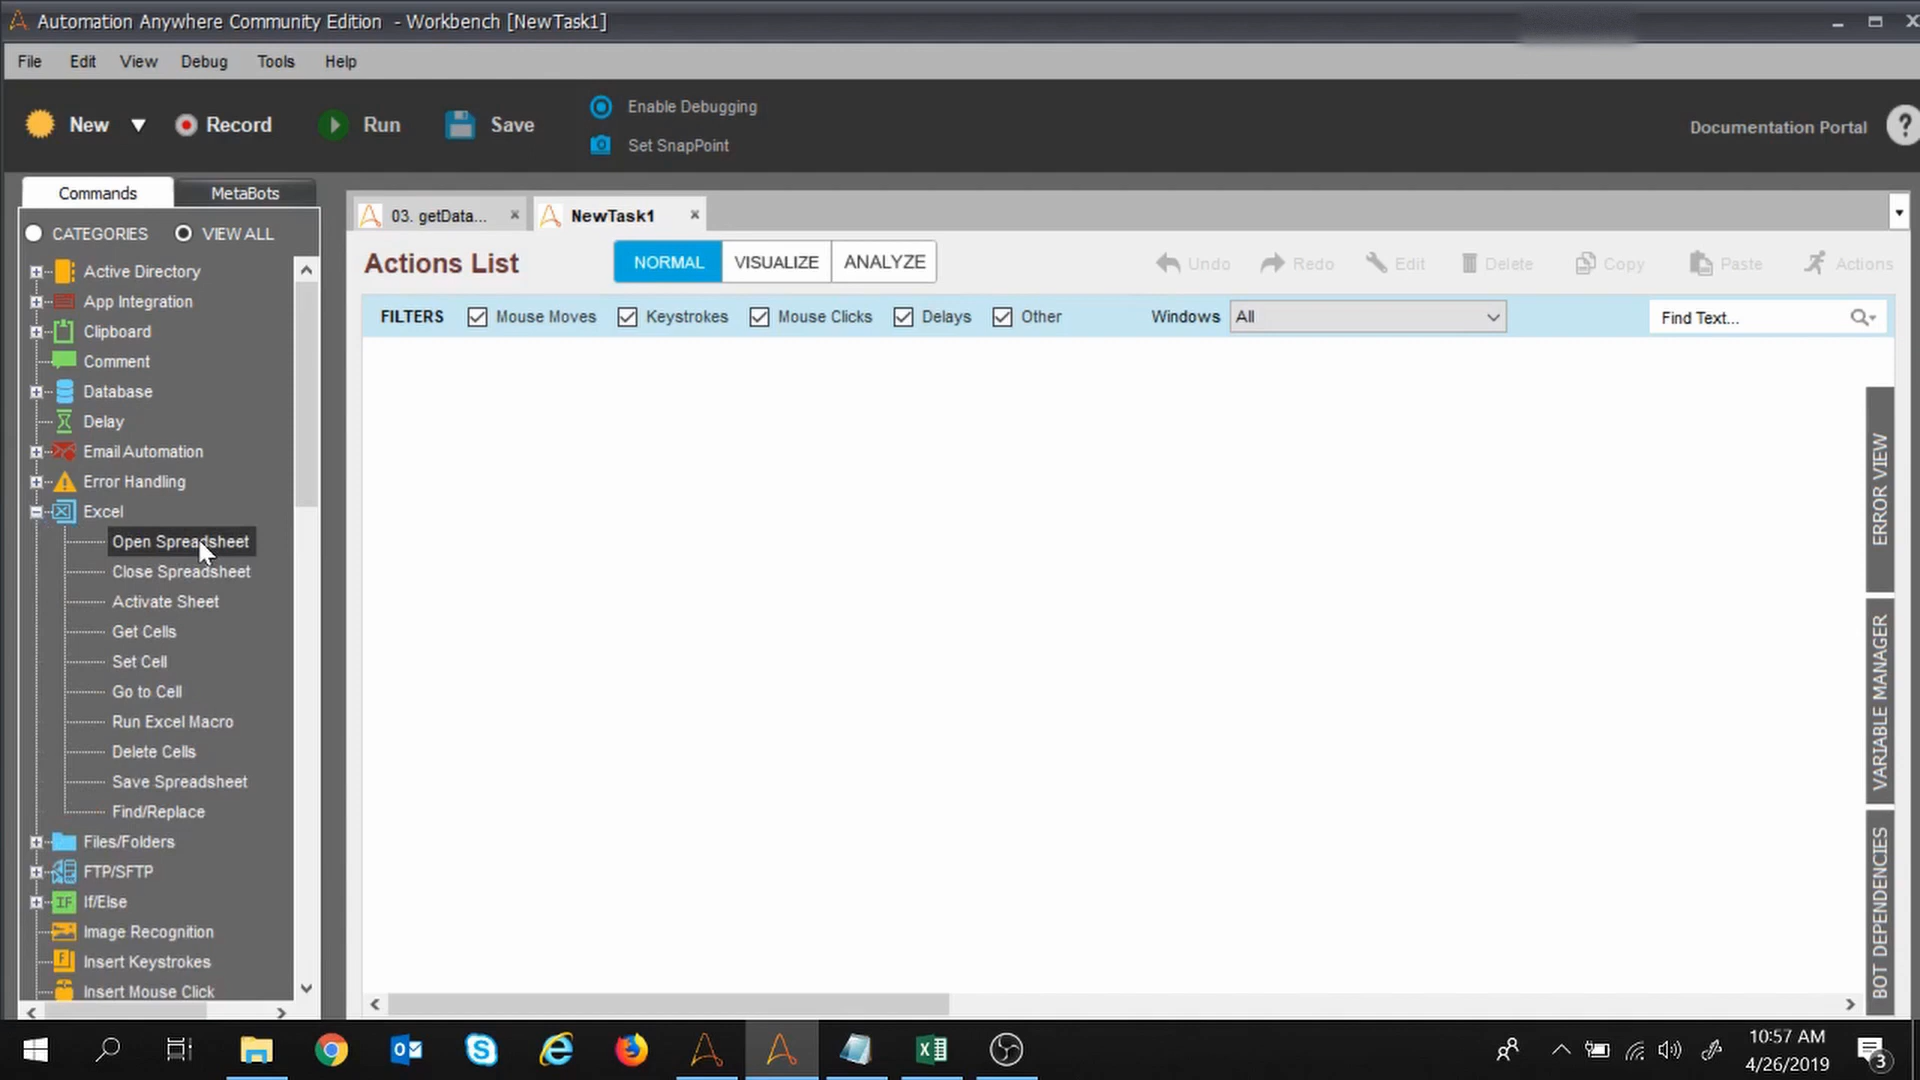 Automation Anywhere Community Edition - Workbench [NewTask1]
File Edit View Debug Tools Help
New Record Run Save
Enable Debugging
Set SnapPoint
Documentation Portal ?
Commands MetaBots
CATEGORIES VIEW ALL
Active Directory
App Integration
Clipboard
Comment
Database
Delay
Email Automation
Error Handling
Excel
Open Spreadsheet
Close Spreadsheet
Activate Sheet
Get Cells
Set Cell
Go to Cell
Run Excel Macro
Delete Cells
Save Spreadsheet
Find/Replace
Files/Folders
FTP/SFTP
IF If/Else
Image Recognition
Insert Keystrokes
Insert Mouse Click
03. getData... NewTask1
Actions List NORMAL VISUALIZE ANALYZE Undo Redo Edit Delete Copy Paste Actions
FILTERS Mouse Moves Keystrokes Mouse Clicks Delays Other Windows All Find Text...
ERROR VIEW
VARIABLE MANAGER
BOT DEPENDENCIES
10:57 AM
4/26/2019
3